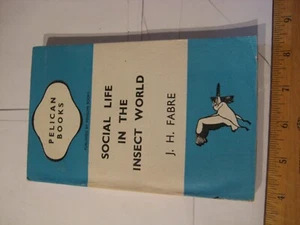 PELICAN
BOOKS
SOCIAL LIFE
IN THE
INSECT WORLD
J. H. FABRE